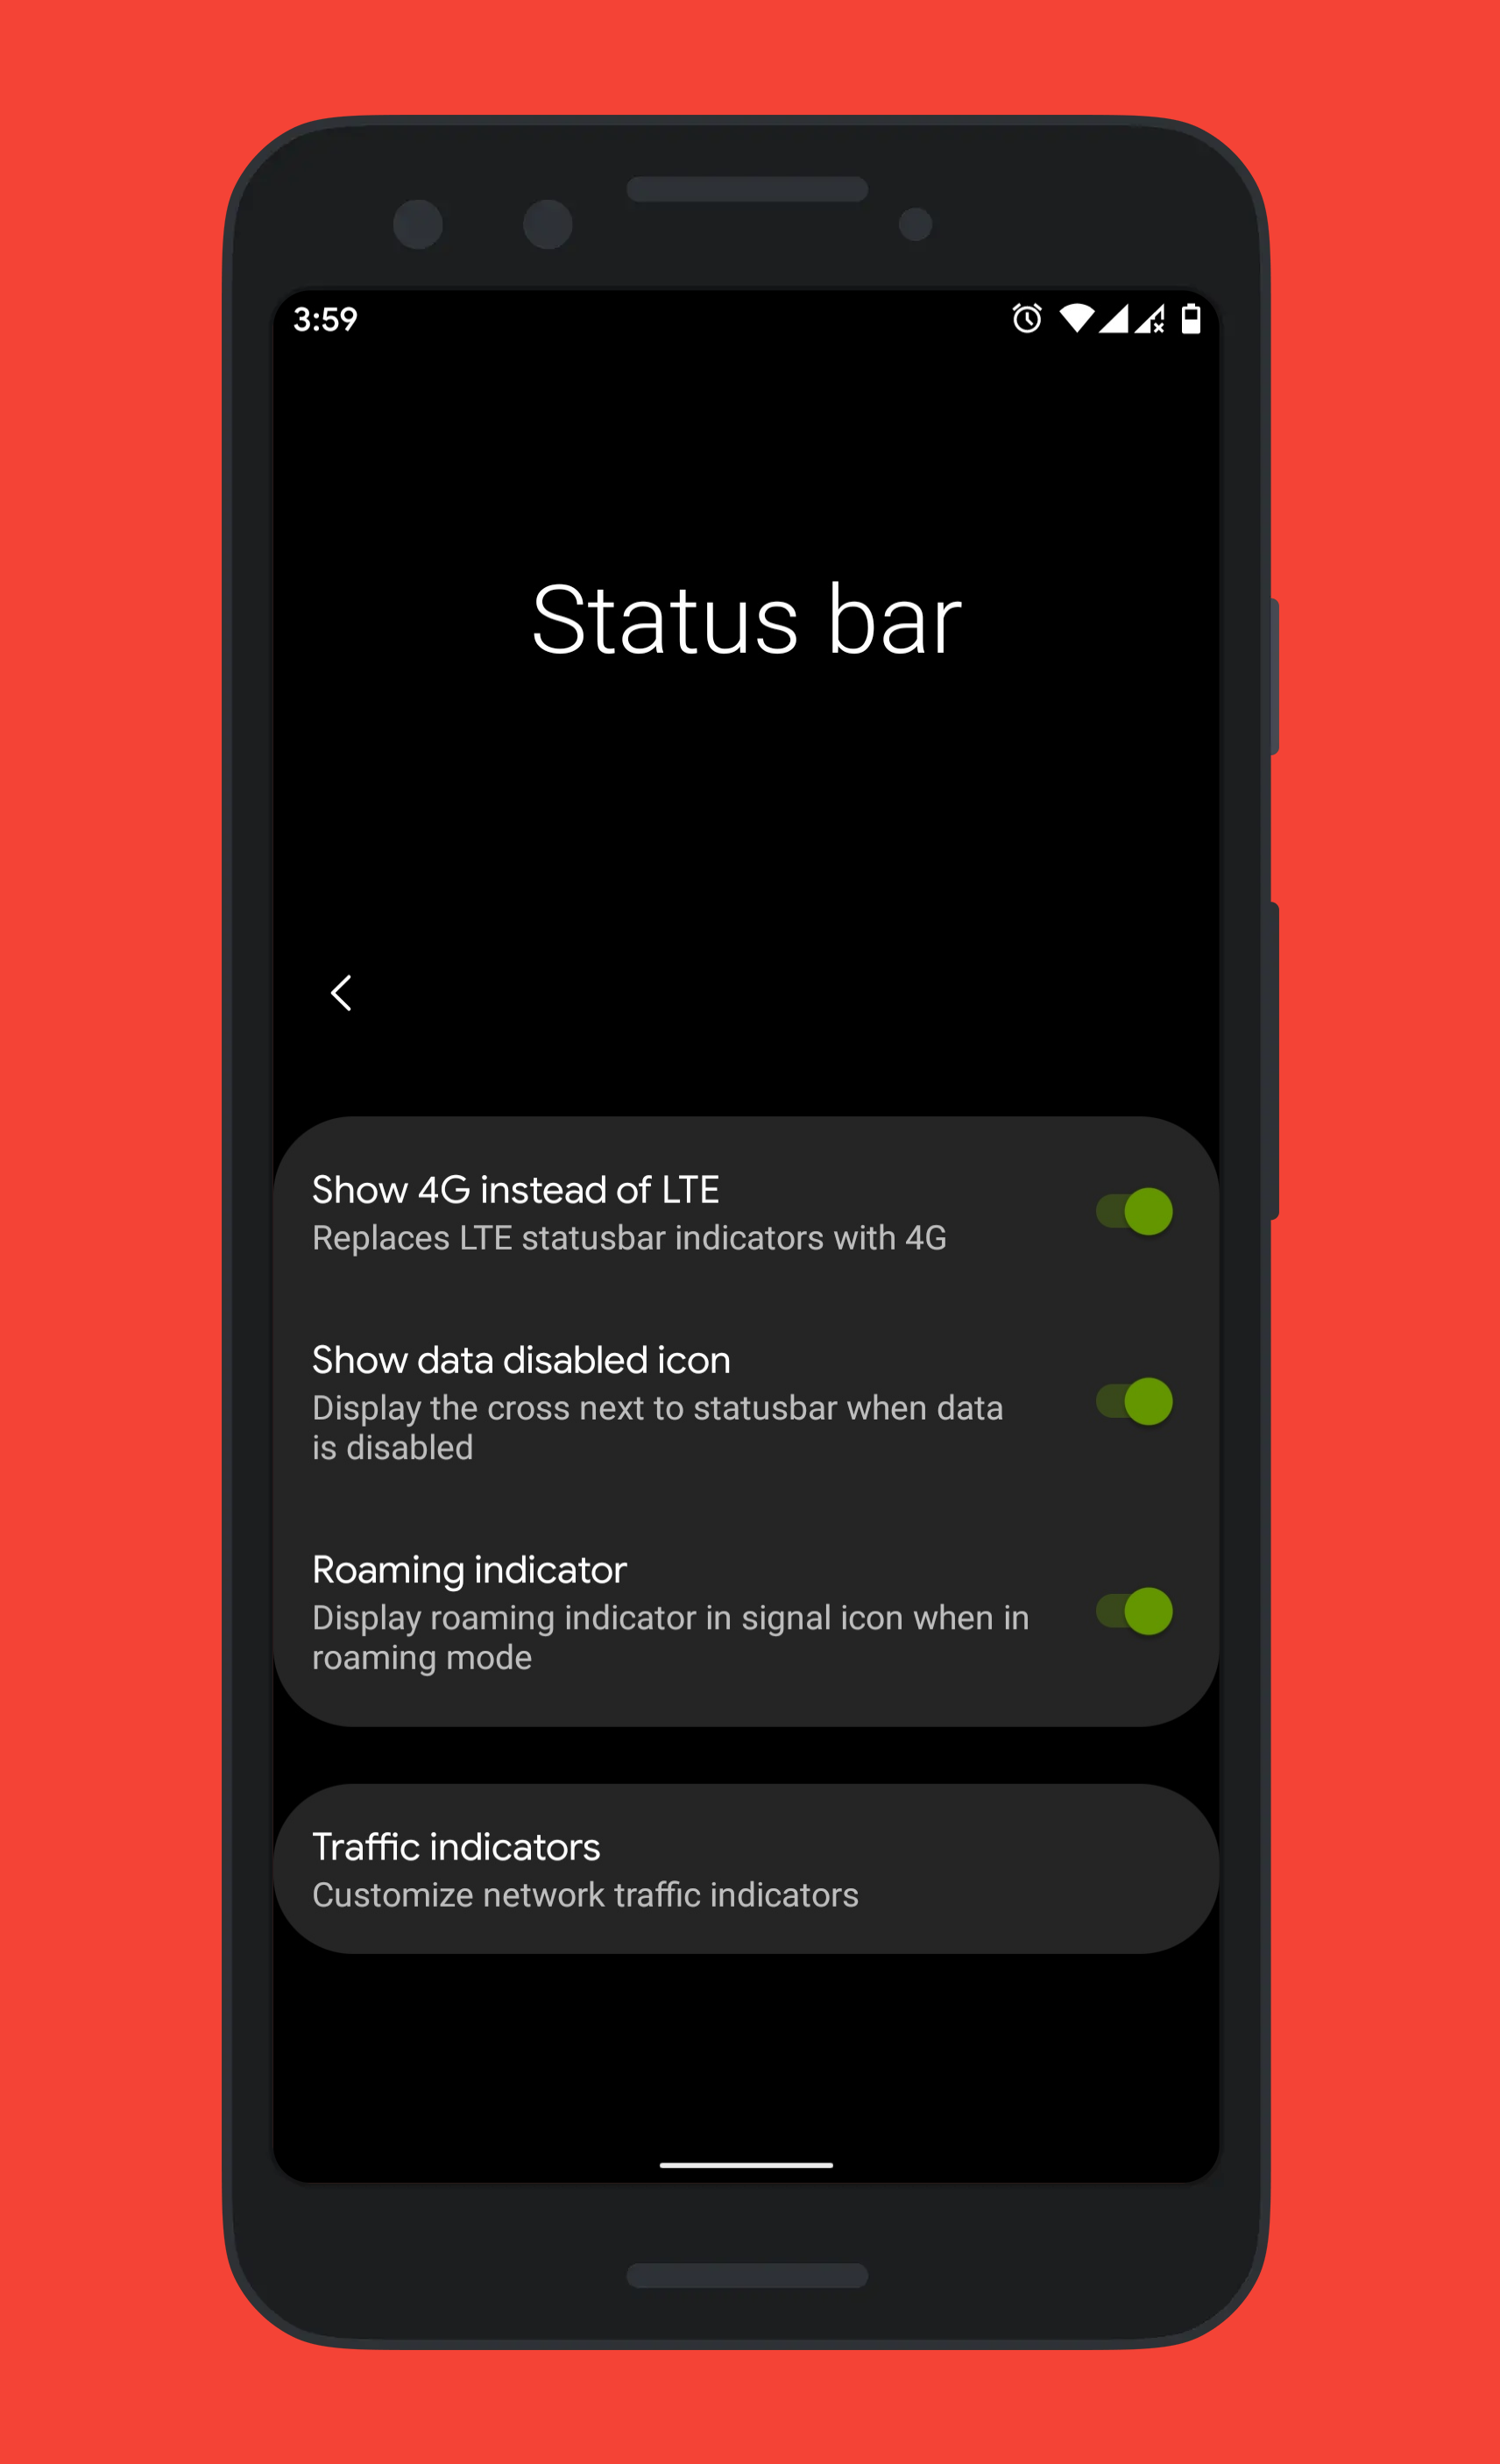 3:59
Status bar
Show 4G instead of LTE
Replaces LTE statusbar indicators with 4G
Show data disabled icon
Display the cross next to statusbar when data
is disabled
Roaming indicator
Display roaming indicator in signal icon when in
roaming mode
Traffic indicators
Customize network traffic indicators